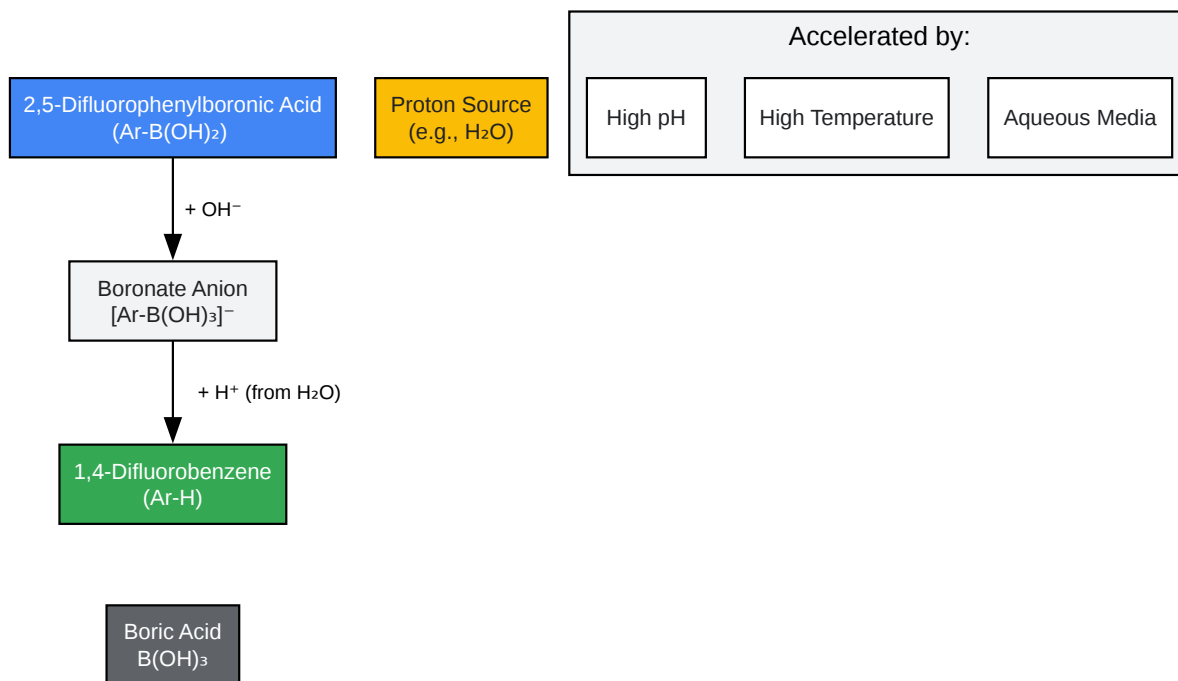 Accelerated by:
2,5-Difluorophenylboronic Acid
(Ar-B(OH)₂)
Proton Source
(e.g., H₂O)
High pH
High Temperature
Aqueous Media
+ OH⁻
Boronate Anion
[Ar-B(OH)₃]⁻
+ H⁺ (from H₂O)
1,4-Difluorobenzene
(Ar-H)
Boric Acid
B(OH)₃